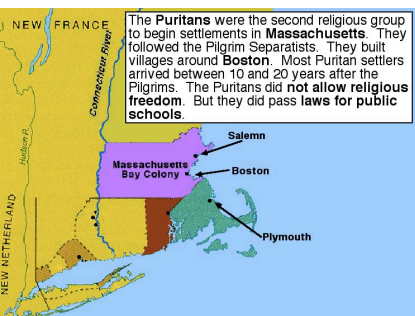 NEW FRANCE
The Puritans were the second religious group
to begin settlements in Massachusetts. They
followed the Pilgrim Separatists. They built
villages around Boston. Most Puritan settlers
arrived between 10 and 20 years after the
Pilgrims. The Puritans did not allow religious
freedom. But they did pass laws for public
schools.
Connecticut River
Hudson R.
Salemn
Massachusetts
Bay Colony
Boston
Plymouth
NEW NETHERLAND